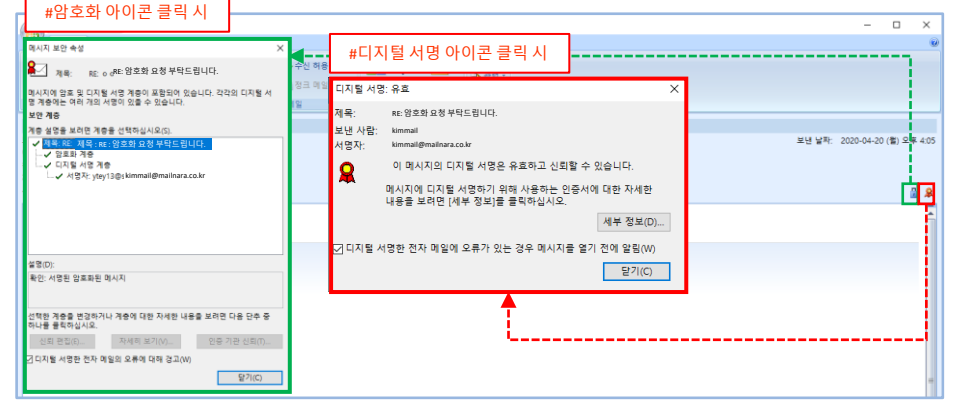 #암호화 아이콘 클릭 시
메시지 보안 속성
제목: RE: o RE: 암호화 요청 부탁드립니다.
메시지에 암호 및 디지털 서명 계층이 포함되어 있습니다. 각각의 디지털 서
명 계층에는 여러 개의 서명이 있을 수 있습니다.
보안 계층
계층 설명을 보려면 계층을 선택하십시오(S).
제목: RE: 제목 : RE : 암호화 요청 부탁드립니다.
암호화 계층
디지털 서명 계층
서명자: ytey13@kimmail@mailnara.co.kr
설명(D):
확인: 서명된 암호화된 메시지
선택한 계층을 변경하거나 계층에 대한 자세한 내용을 보려면 다음 단추 중
하나를 클릭하십시오.
신뢰 편집(E)... 자세히 보기(V)... 인증 기관 신뢰(T)...
디지털 서명한 전자 메일의 오류에 대해 경고(W)
닫기(C)
#디지털 서명 아이콘 클릭 시
수신 허용
정크 메일
메일
디지털 서명: 유효
제목: RE: 암호화 요청 부탁드립니다.
보낸 사람: kimmail
서명자: kimmail@mailnara.co.kr
이 메시지의 디지털 서명은 유효하고 신뢰할 수 있습니다.
메시지에 디지털 서명하기 위해 사용하는 인증서에 대한 자세한
내용을 보려면 [세부 정보]를 클릭하십시오.
세부 정보(D)...
디지털 서명한 전자 메일에 오류가 있는 경우 메시지를 열기 전에 알림(W)
닫기(C)
보낸 날짜: 2020-04-20 (월) 오후 4:05